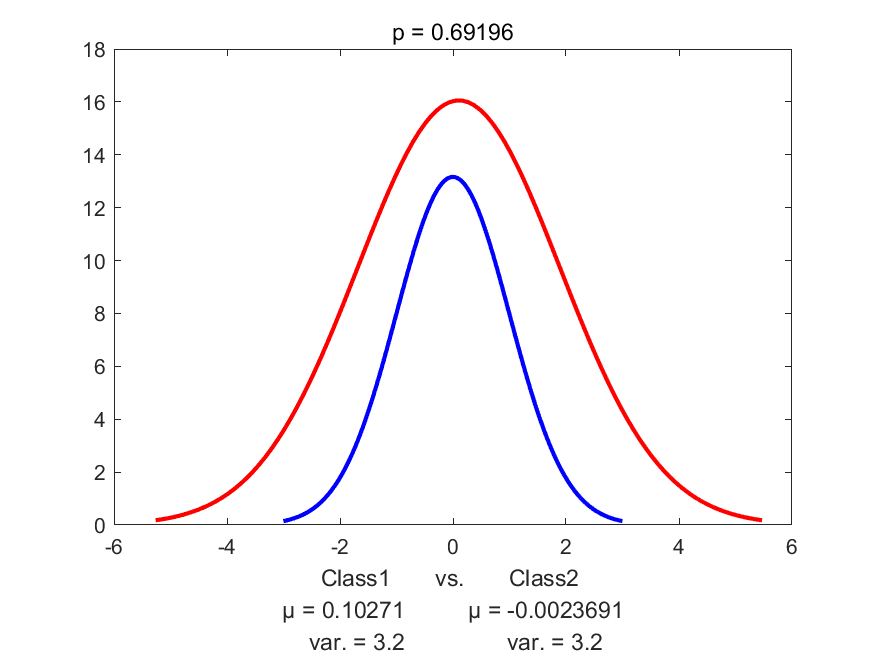 p = 0.69196
18
16
14
12
10
8
6
4
2
0
-6 -4 -2 0 2 4 6
Class1 vs. Class2
μ = 0.10271 μ = -0.0023691
var. = 3.2 var. = 3.2